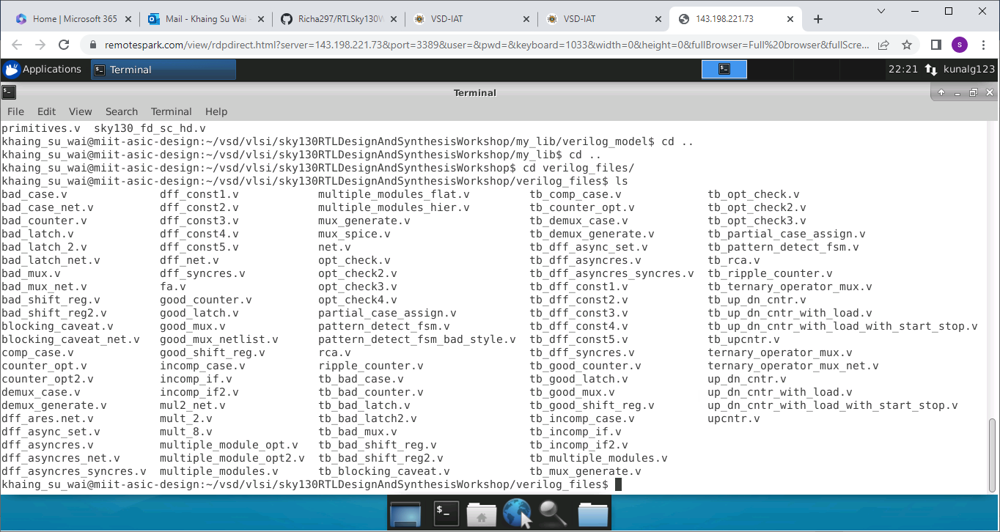 Home | Microsoft 365
Mail - Khaing Su Wai -
Richa297/RTLSky130W
VSD-IAT
VSD-IAT
143.198.221.73
remotespark.com/view/rdpdirect.html?server=143.198.221.73&port=3389&user=&pwd=&keyboard=1033&width=0&height=0&fullBrowser=Full%20browser&fullScre...
S
Applications
Terminal
22:21
kunalg123
Terminal
File Edit View Search Terminal Help
primitives.v sky130_fd_sc_hd.v
khaing_su_wai@miit-asic-design:~/vsd/vlsi/sky130RTLDesignAndSynthesisWorkshop/my_lib/verilog_model$ cd ..
khaing_su_wai@miit-asic-design:~/vsd/vlsi/sky130RTLDesignAndSynthesisWorkshop/my_lib$ cd ..
khaing_su_wai@miit-asic-design:~/vsd/vlsi/sky130RTLDesignAndSynthesisWorkshop$ cd verilog_files/
khaing_su_wai@miit-asic-design:~/vsd/vlsi/sky130RTLDesignAndSynthesisWorkshop/verilog_files$ ls
bad_case.v dff_const1.v multiple_modules_flat.v tb_comp_case.v tb_opt_check.v
bad_case_net.v dff_const2.v multiple_modules_hier.v tb_counter_opt.v tb_opt_check2.v
bad_counter.v dff_const3.v mux_generate.v tb_demux_case.v tb_opt_check3.v
bad_latch.v dff_const4.v mux_spice.v tb_demux_generate.v tb_partial_case_assign.v
bad_latch_2.v dff_const5.v net.v tb_dff_async_set.v tb_pattern_detect_fsm.v
bad_latch_net.v dff_net.v opt_check.v tb_dff_asyncres.v tb_rca.v
bad_mux.v dff_syncres.v opt_check2.v tb_dff_asyncres_syncres.v tb_ripple_counter.v
bad_mux_net.v fa.v opt_check3.v tb_dff_const1.v tb_ternary_operator_mux.v
bad_shift_reg.v good_counter.v opt_check4.v tb_dff_const2.v tb_up_dn_cntr.v
bad_shift_reg2.v good_latch.v partial_case_assign.v tb_dff_const3.v tb_up_dn_cntr_with_load.v
blocking_caveat.v good_mux.v pattern_detect_fsm.v tb_dff_const4.v tb_up_dn_cntr_with_load_with_start_stop.v
blocking_caveat_net.v good_mux_netlist.v pattern_detect_fsm_bad_style.v tb_dff_const5.v tb_upcntr.v
comp_case.v good_shift_reg.v rca.v tb_dff_syncres.v ternary_operator_mux.v
counter_opt.v incomp_case.v ripple_counter.v tb_good_counter.v ternary_operator_mux_net.v
counter_opt2.v incomp_if.v tb_bad_case.v tb_good_latch.v up_dn_cntr.v
demux_case.v incomp_if2.v tb_bad_counter.v tb_good_mux.v up_dn_cntr_with_load.v
demux_generate.v mul2_net.v tb_bad_latch.v tb_good_shift_reg.v up_dn_cntr_with_load_with_start_stop.v
dff_ares.net.v mult_2.v tb_bad_latch2.v tb_incomp_case.v upcntr.v
dff_async_set.v mult_8.v tb_bad_mux.v tb_incomp_if.v
dff_asyncres.v multiple_module_opt.v tb_bad_shift_reg.v tb_incomp_if2.v
dff_asyncres_net.v multiple_module_opt2.v tb_bad_shift_reg2.v tb_multiple_modules.v
dff_asyncres_syncres.v multiple_modules.v tb_blocking_caveat.v tb_mux_generate.v
khaing_su_wai@miit-asic-design:~/vsd/vlsi/sky130RTLDesignAndSynthesisWorkshop/verilog_files$